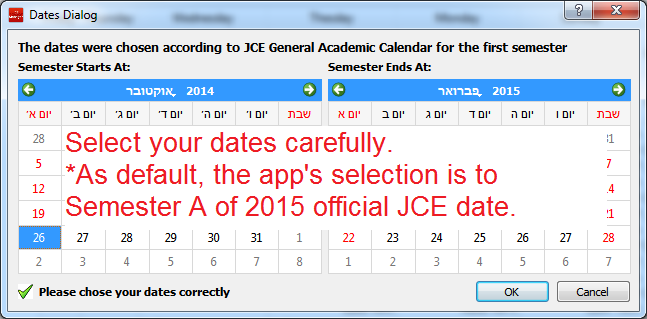 Dates Dialog
The dates were chosen according to JCE General Academic Calendar for the first semester
Semester Starts At: Semester Ends At:
אוקטובר, 2014 פברואר, 2015
יום א׳ יום ב׳ יום ג׳ יום ד׳ יום ה׳ יום ו׳ שבת יום א יום ב יום ג יום ד יום ה יום ו שבת
28 31
Select your dates carefully.
5 7
*As default, the app's selection is to
12 14
Semester A of 2015 official JCE date.
19 21
26 27 28 29 30 31 1 22 23 24 25 26 27 28
2 3 4 5 6 7 8 1 2 3 4 5 6 7
Please chose your dates correctly OK Cancel